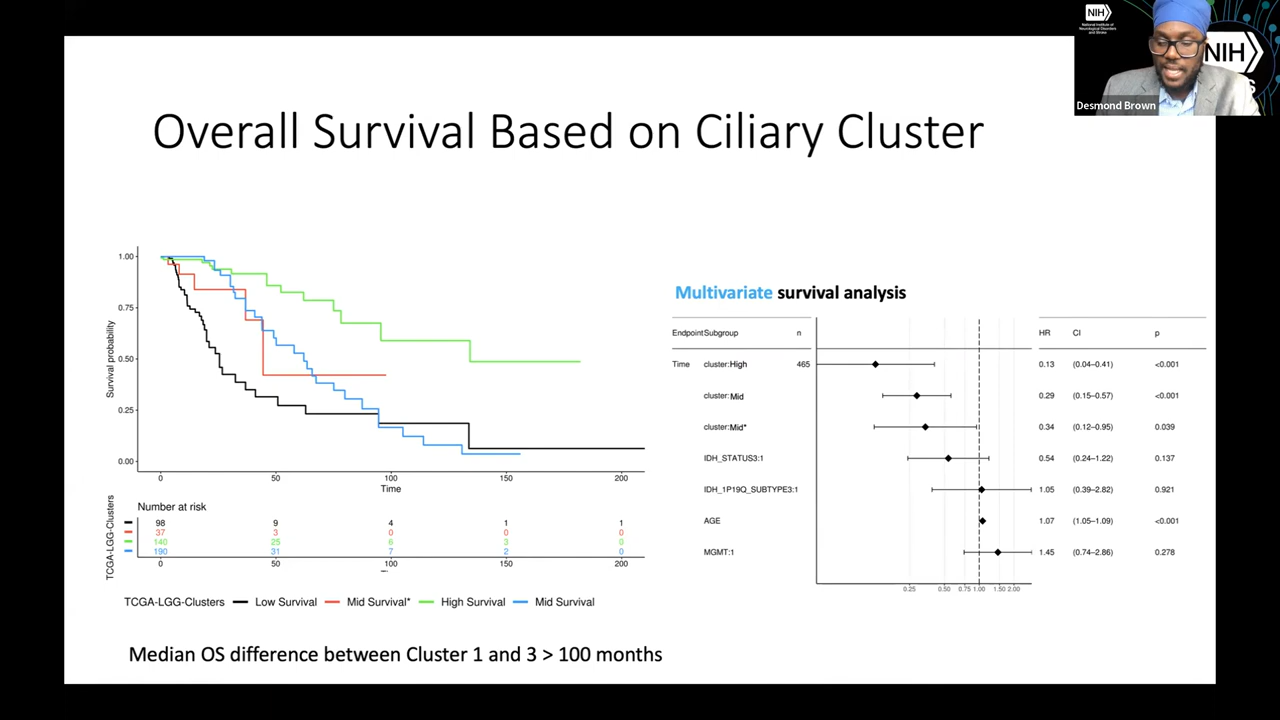 NIH
National Institute of
Neurological Disorders
and Stroke
NIH
S
Desmond Brown
Overall Survival Based on Ciliary Cluster
1.00
0.75
0.50
0.25
0.00
Survival probability
0 50 100 150 200
Time
Number at risk
TCGA-LGG-Clusters
98 9 4 1 1
37 3 0 0 0
140 25 6 3 0
190 31 7 2 0
0 50 100 150 200
TCGA-LGG-Clusters Low Survival Mid Survival* High Survival Mid Survival
Multivariate survival analysis
Endpoint Subgroup n HR CI p
Time cluster:High 465 0.13 (0.04–0.41) <0.001
cluster:Mid 0.29 (0.15–0.57) <0.001
cluster:Mid* 0.34 (0.12–0.95) 0.039
IDH_STATUS3:1 0.54 (0.24–1.22) 0.137
IDH_1P19Q_SUBTYPE3:1 1.05 (0.39–2.82) 0.921
AGE 1.07 (1.05–1.09) <0.001
MGMT:1 1.45 (0.74–2.86) 0.278
0.25 0.50 0.75 1.00 1.50 2.00
Median OS difference between Cluster 1 and 3 > 100 months